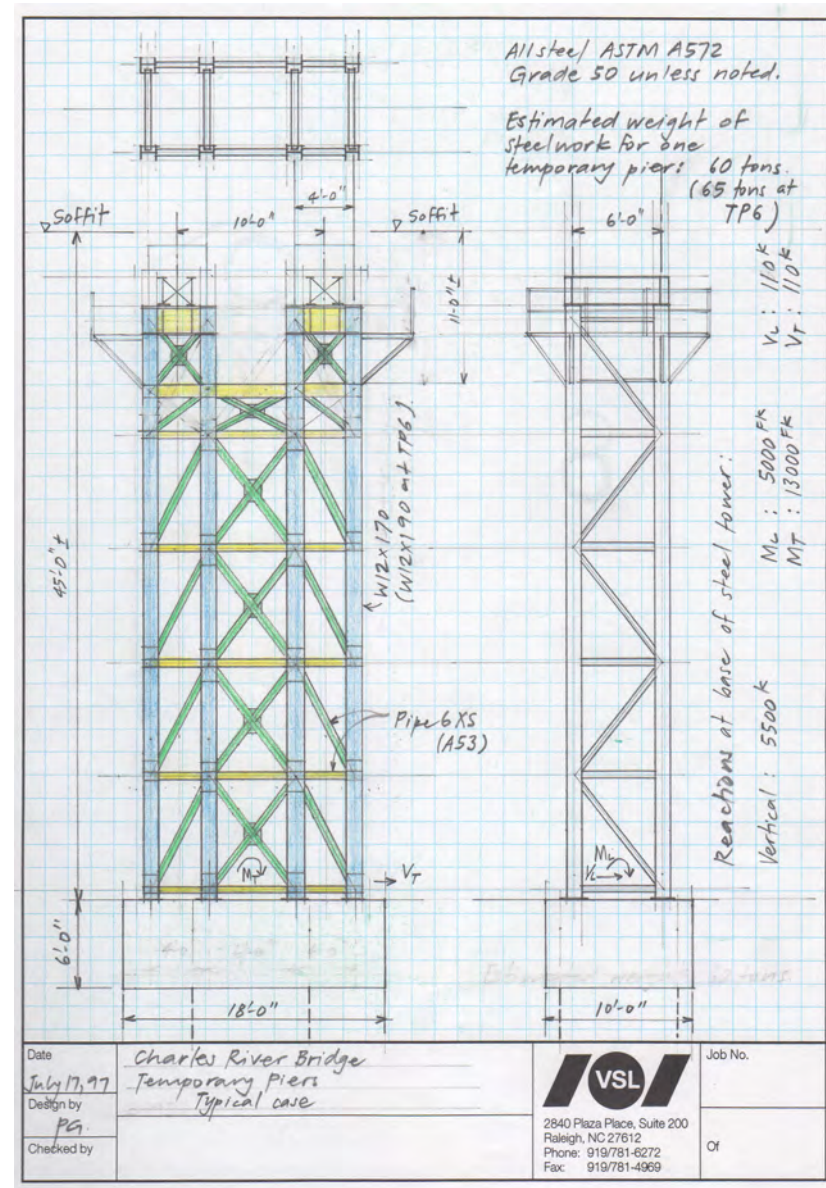 All steel ASTM A572
Grade 50 unless noted.
Estimated weight of
steelwork for one
temporary pier: 60 tons.
(65 tons at
TP6)
4'-0"
Soffit
10'-0"
Soffit
6'-0"
11'-0"±
VL : 110k
VT : 110k
W12x170
(W12x190 at TP6)
45'-0"±
Reactions at base of steel tower:
ML : 5000 Fk
MT : 13000 Fk
Vertical : 5500k
Pipe 6XS
(A53)
MT
VT
ML
VL
6'-0"
18'-0"
10'-0"
Date
July 17, 97
Design by
PG.
Checked by
Charles River Bridge
Temporary Piers
Typical case
VSL
2840 Plaza Place, Suite 200
Raleigh, NC 27612
Phone: 919/781-6272
Fax: 919/781-4969
Job No.
Of